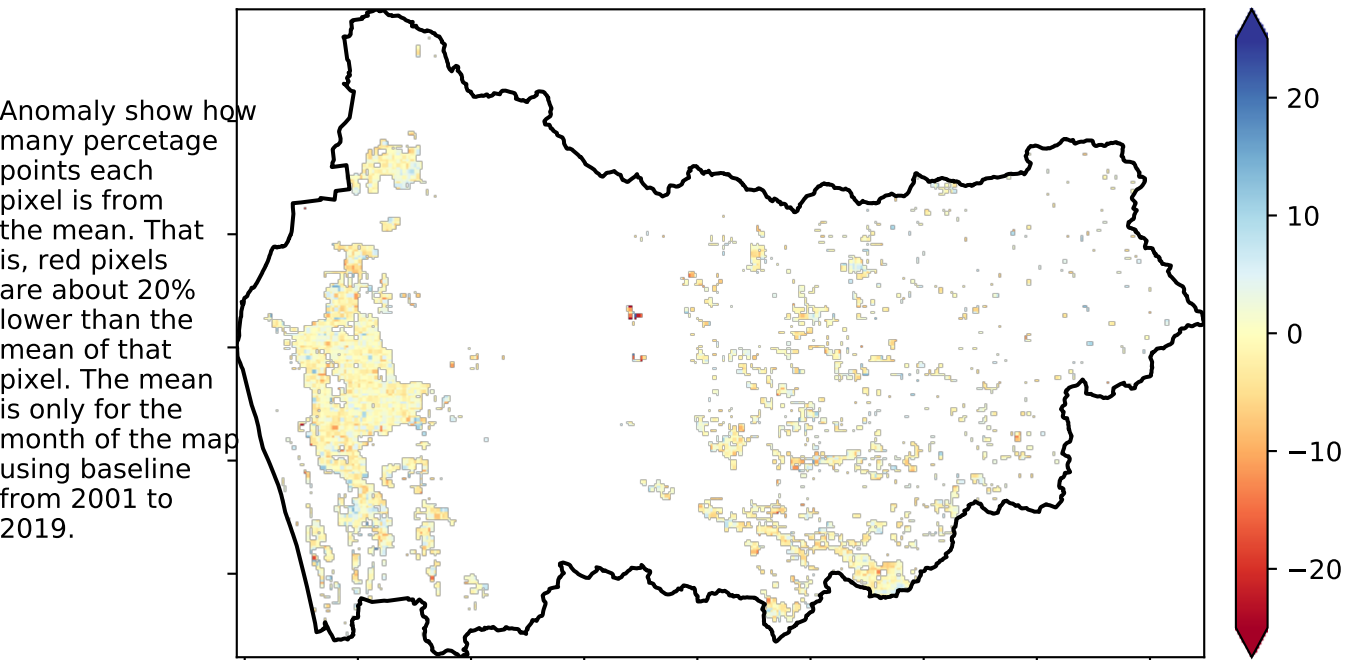 Anomaly show how
many percetage
points each
pixel is from
the mean. That
is, red pixels
are about 20%
lower than the
mean of that
pixel. The mean
is only for the
month of the map
using baseline
from 2001 to
2019.
20
10
0
−10
−20